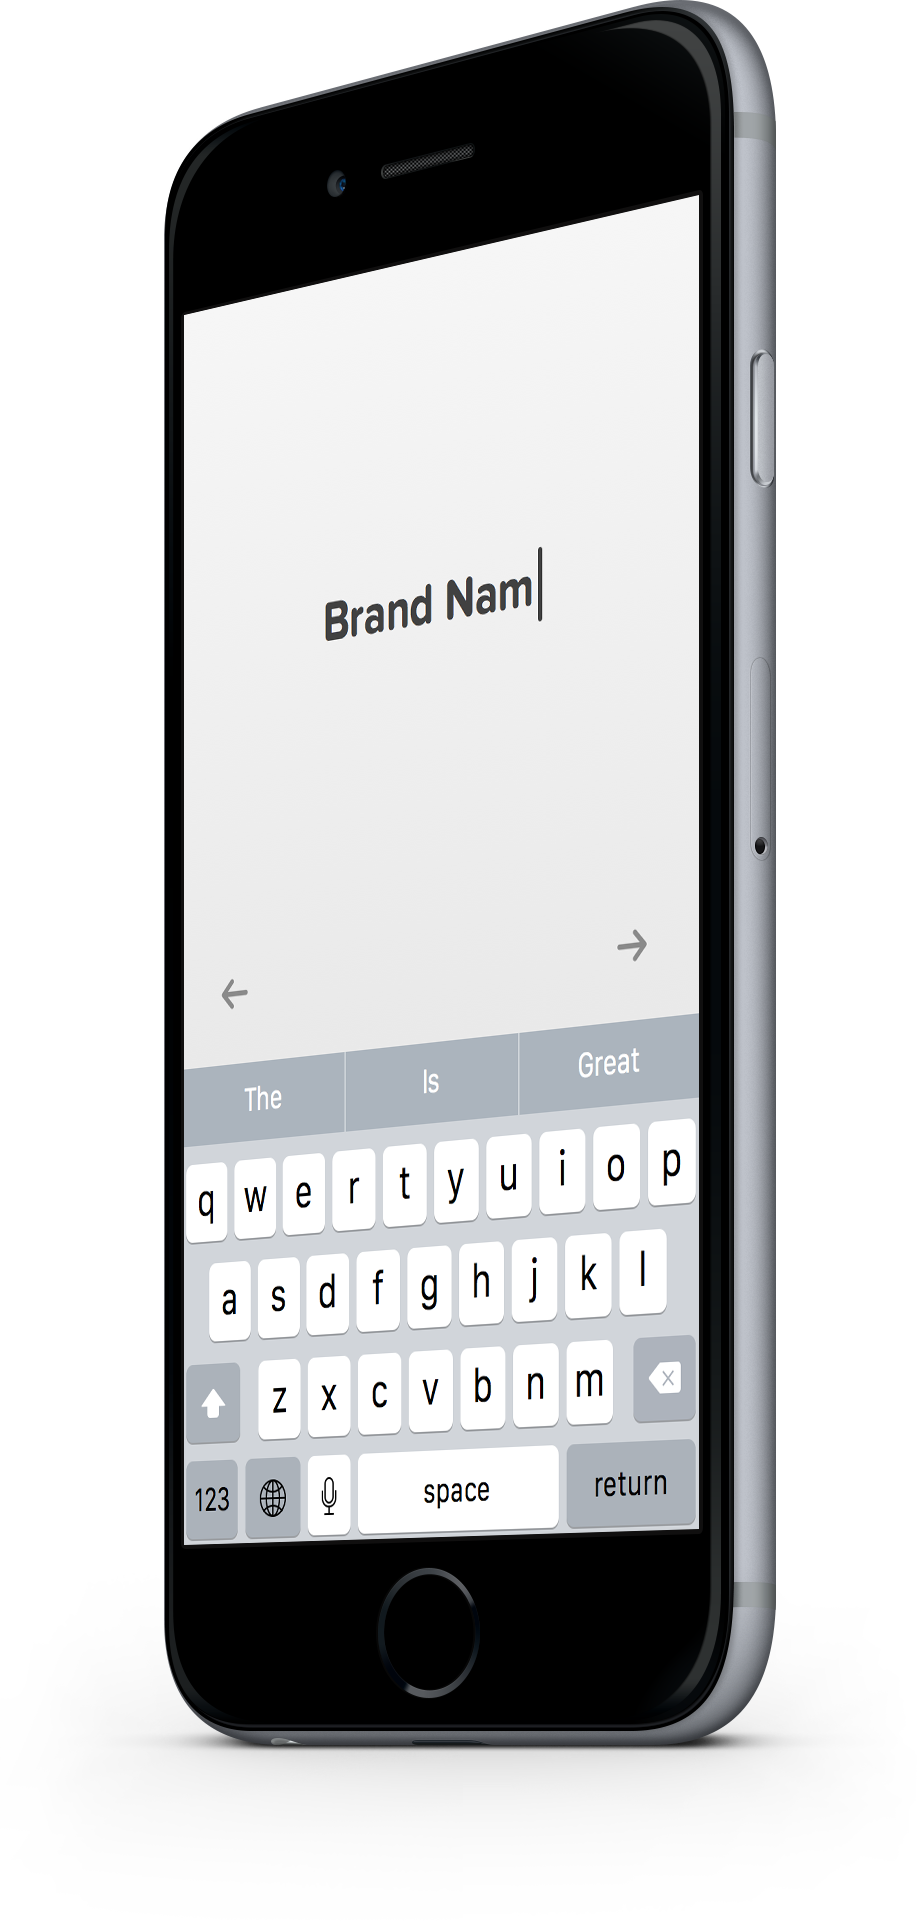 Brand Nam
The Is Great
q w e r t y u i o p
a s d f g h j k l
z x c v b n m
123 space return